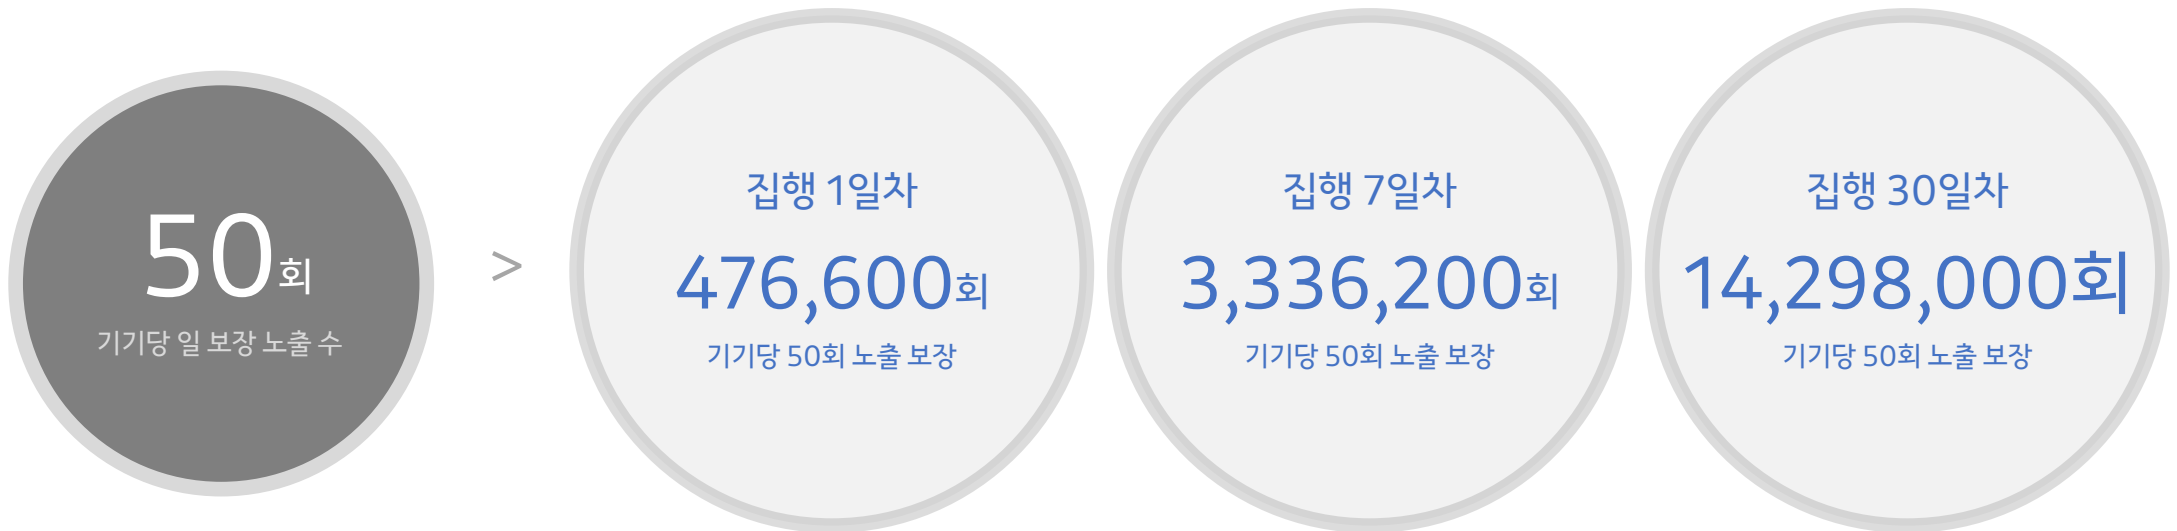 50회
기기당 일 보장 노출 수
>
집행 1일차
476,600회
기기당 50회 노출 보장
집행 7일차
3,336,200회
기기당 50회 노출 보장
집행 30일차
14,298,000회
기기당 50회 노출 보장